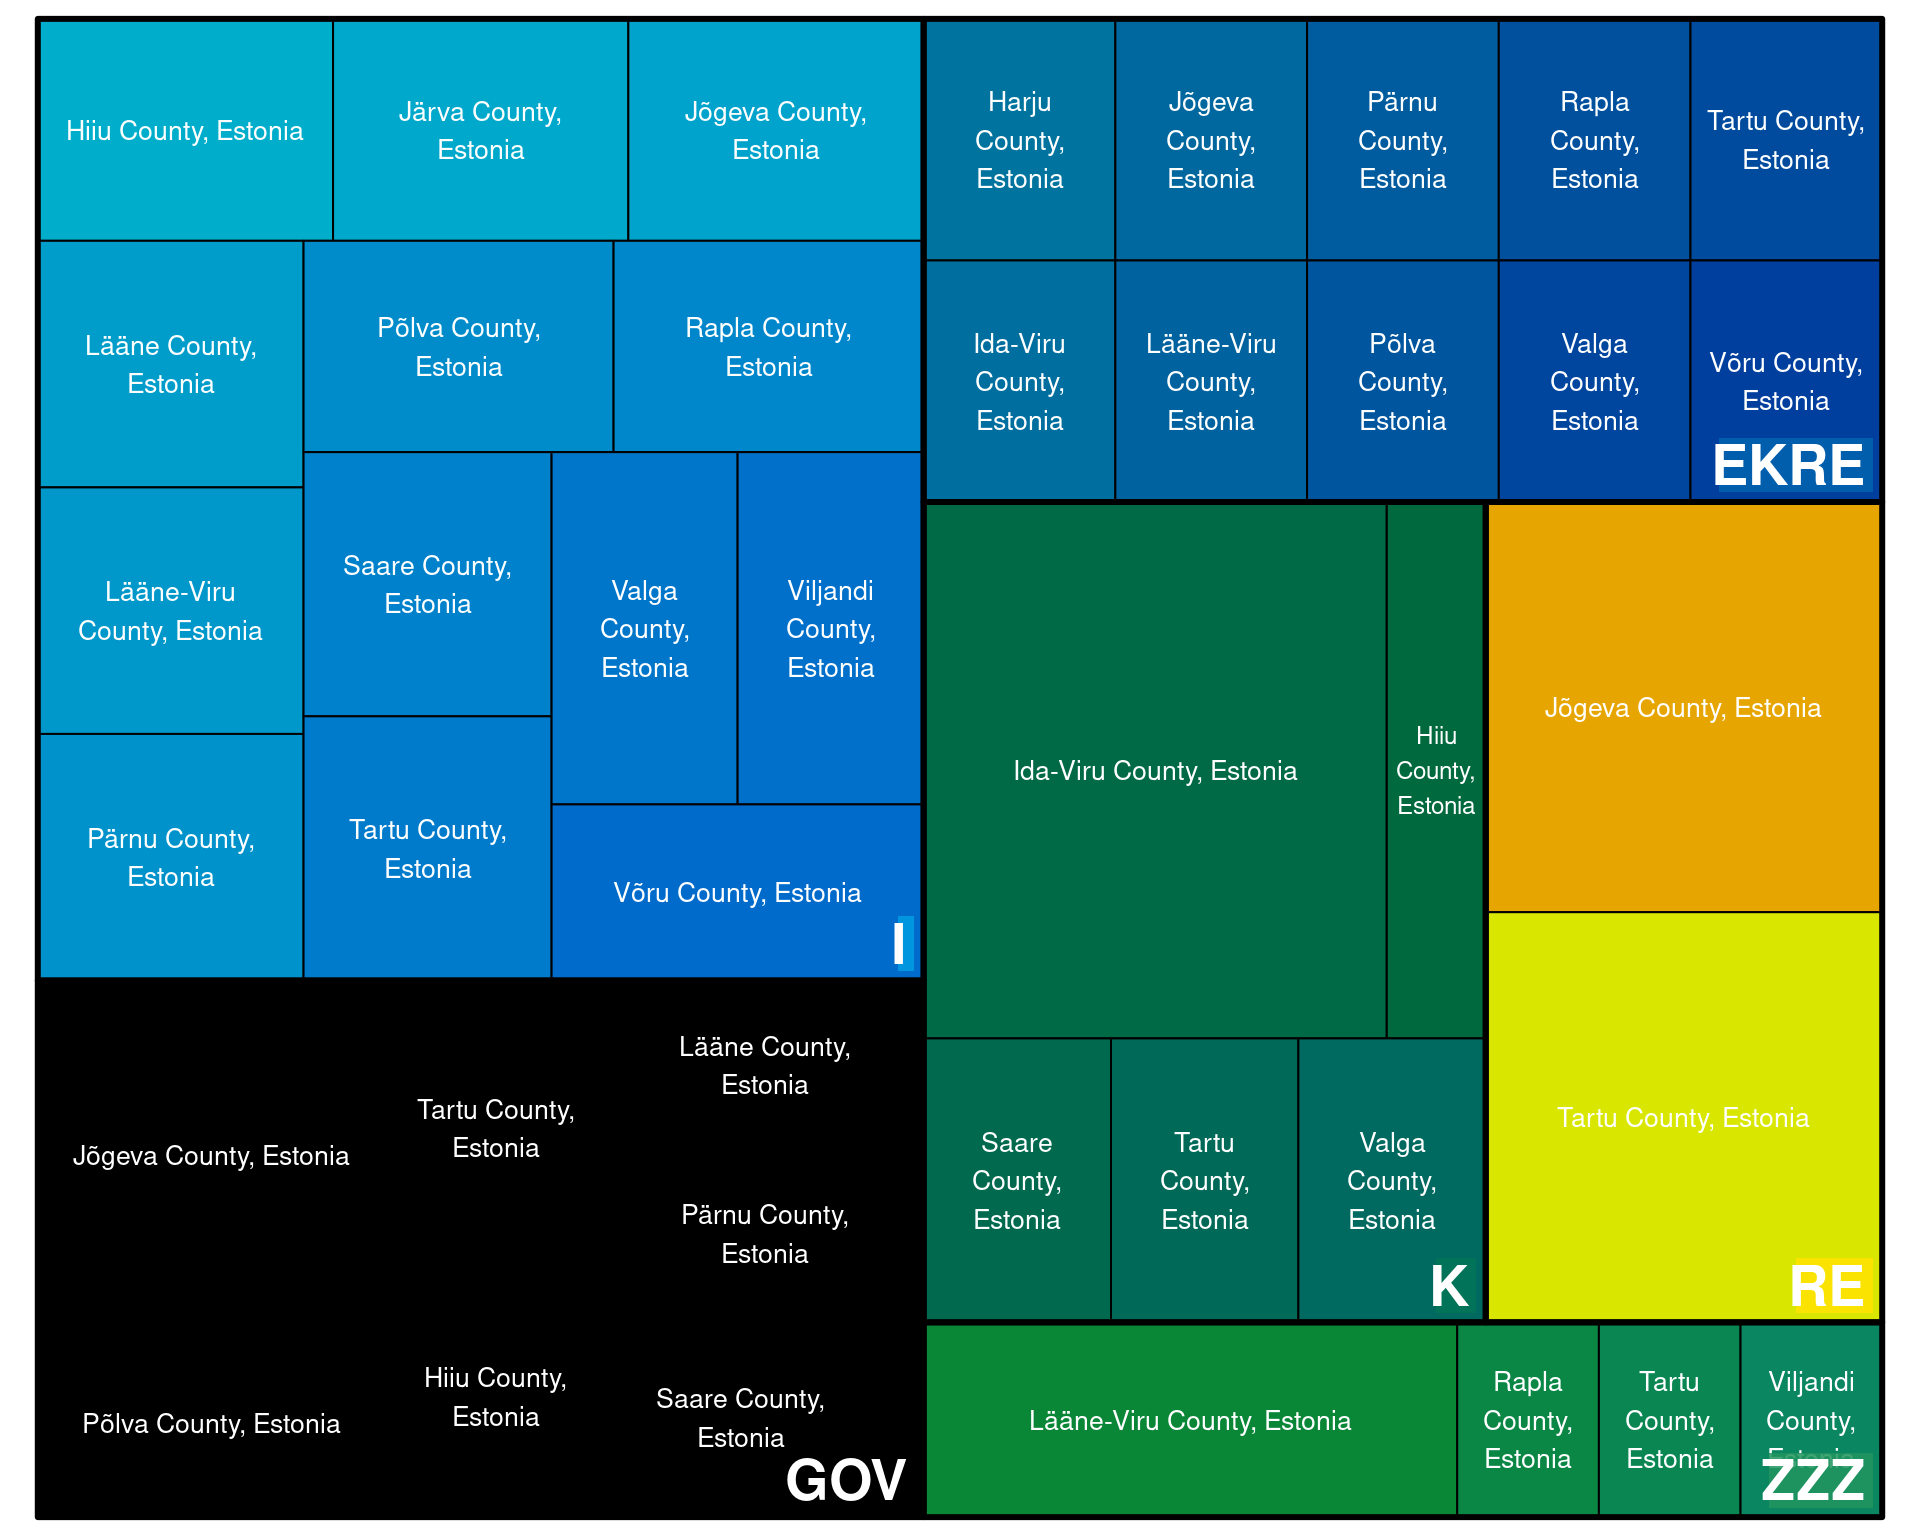 Hiiu County, Estonia
Järva County,
Estonia
Jõgeva County,
Estonia
Lääne County,
Estonia
Põlva County,
Estonia
Rapla County,
Estonia
Lääne-Viru
County, Estonia
Saare County,
Estonia
Valga
County,
Estonia
Viljandi
County,
Estonia
Pärnu County,
Estonia
Tartu County,
Estonia
Võru County, Estonia
I
Harju
County,
Estonia
Jõgeva
County,
Estonia
Pärnu
County,
Estonia
Rapla
County,
Estonia
Tartu County,
Estonia
Ida-Viru
County,
Estonia
Lääne-Viru
County,
Estonia
Põlva
County,
Estonia
Valga
County,
Estonia
Võru County,
Estonia
EKRE
Ida-Viru County, Estonia
Hiiu
County,
Estonia
Saare
County,
Estonia
Tartu
County,
Estonia
Valga
County,
Estonia
K
Jõgeva County, Estonia
Tartu County, Estonia
RE
Jõgeva County, Estonia
Tartu County,
Estonia
Lääne County,
Estonia
Pärnu County,
Estonia
Põlva County, Estonia
Hiiu County,
Estonia
Saare County,
Estonia
GOV
Lääne-Viru County, Estonia
Rapla
County,
Estonia
Tartu
County,
Estonia
Viljandi
County,
Estonia
ZZZ